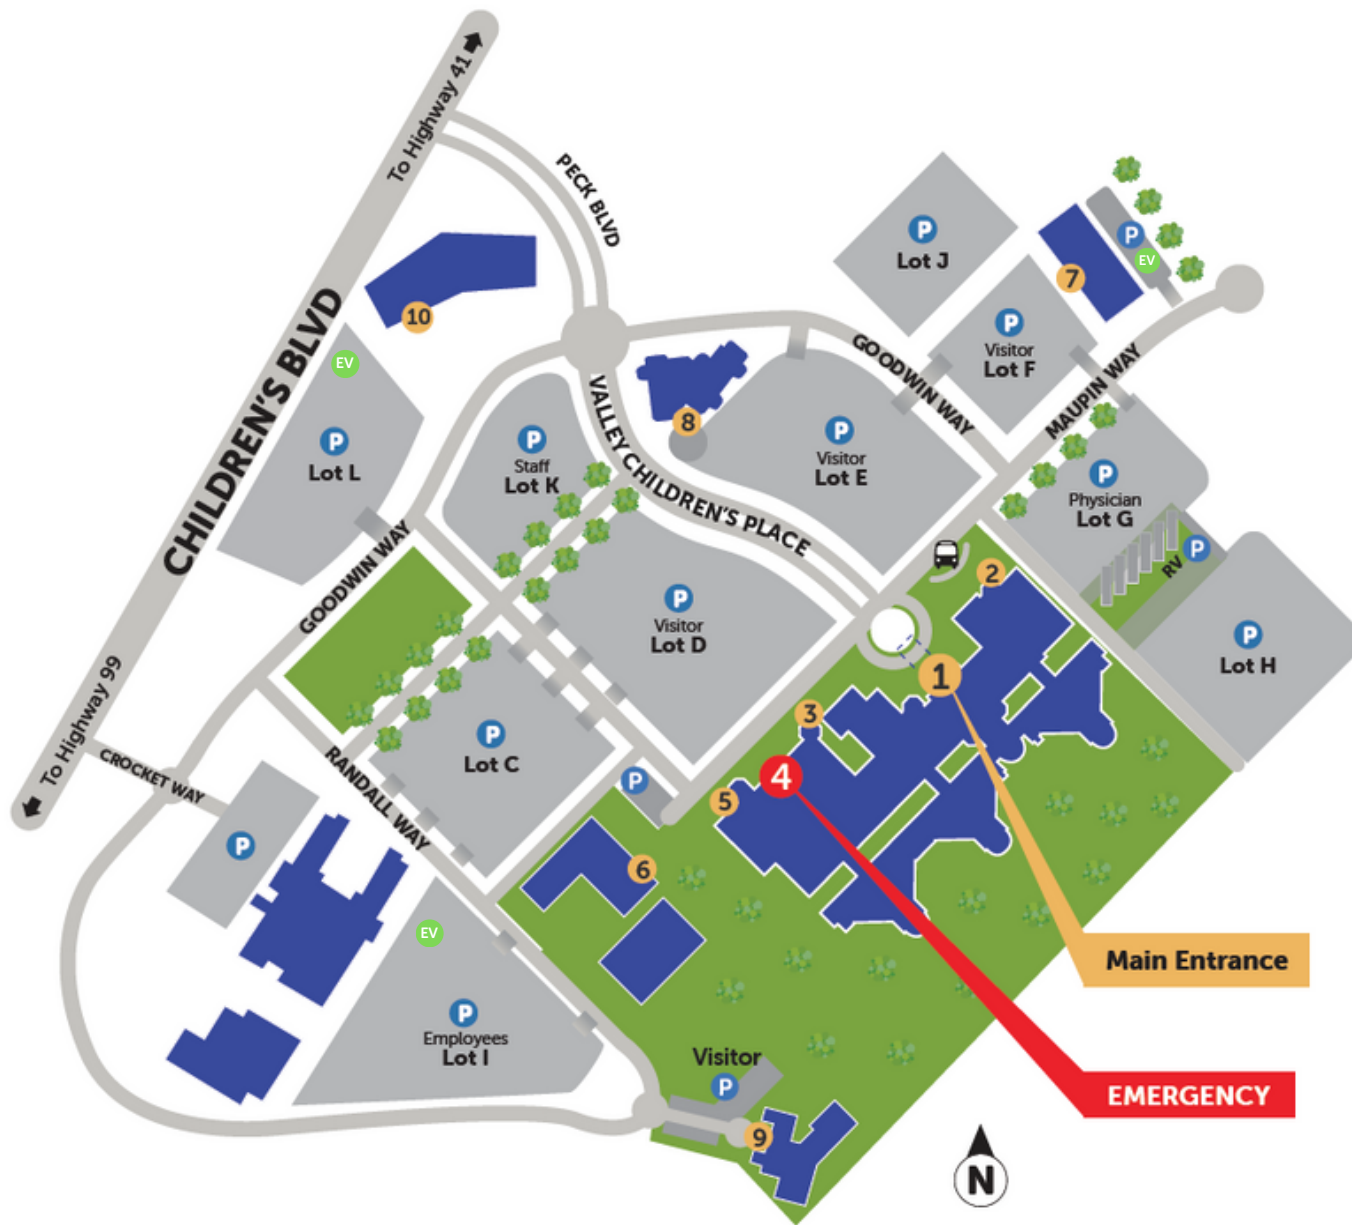 To Highway 41
PECK BLVD
P
Lot J
P
EV
7
10
CHILDREN'S BLVD
EV
P
Visitor
Lot F
GOODWIN WAY
MAUPIN WAY
VALLEY CHILDREN'S PLACE
8
P
Lot L
P
Staff
Lot K
P
Visitor
Lot E
P
Physician
Lot G
P
RV
GOODWIN WAY
2
P
Visitor
Lot D
P
Lot H
1
3
To Highway 99
CROCKET WAY
RANDALL WAY
P
Lot C
P
4
5
P
6
EV
Main Entrance
P
Employees
Lot I
Visitor
P
EMERGENCY
9
N